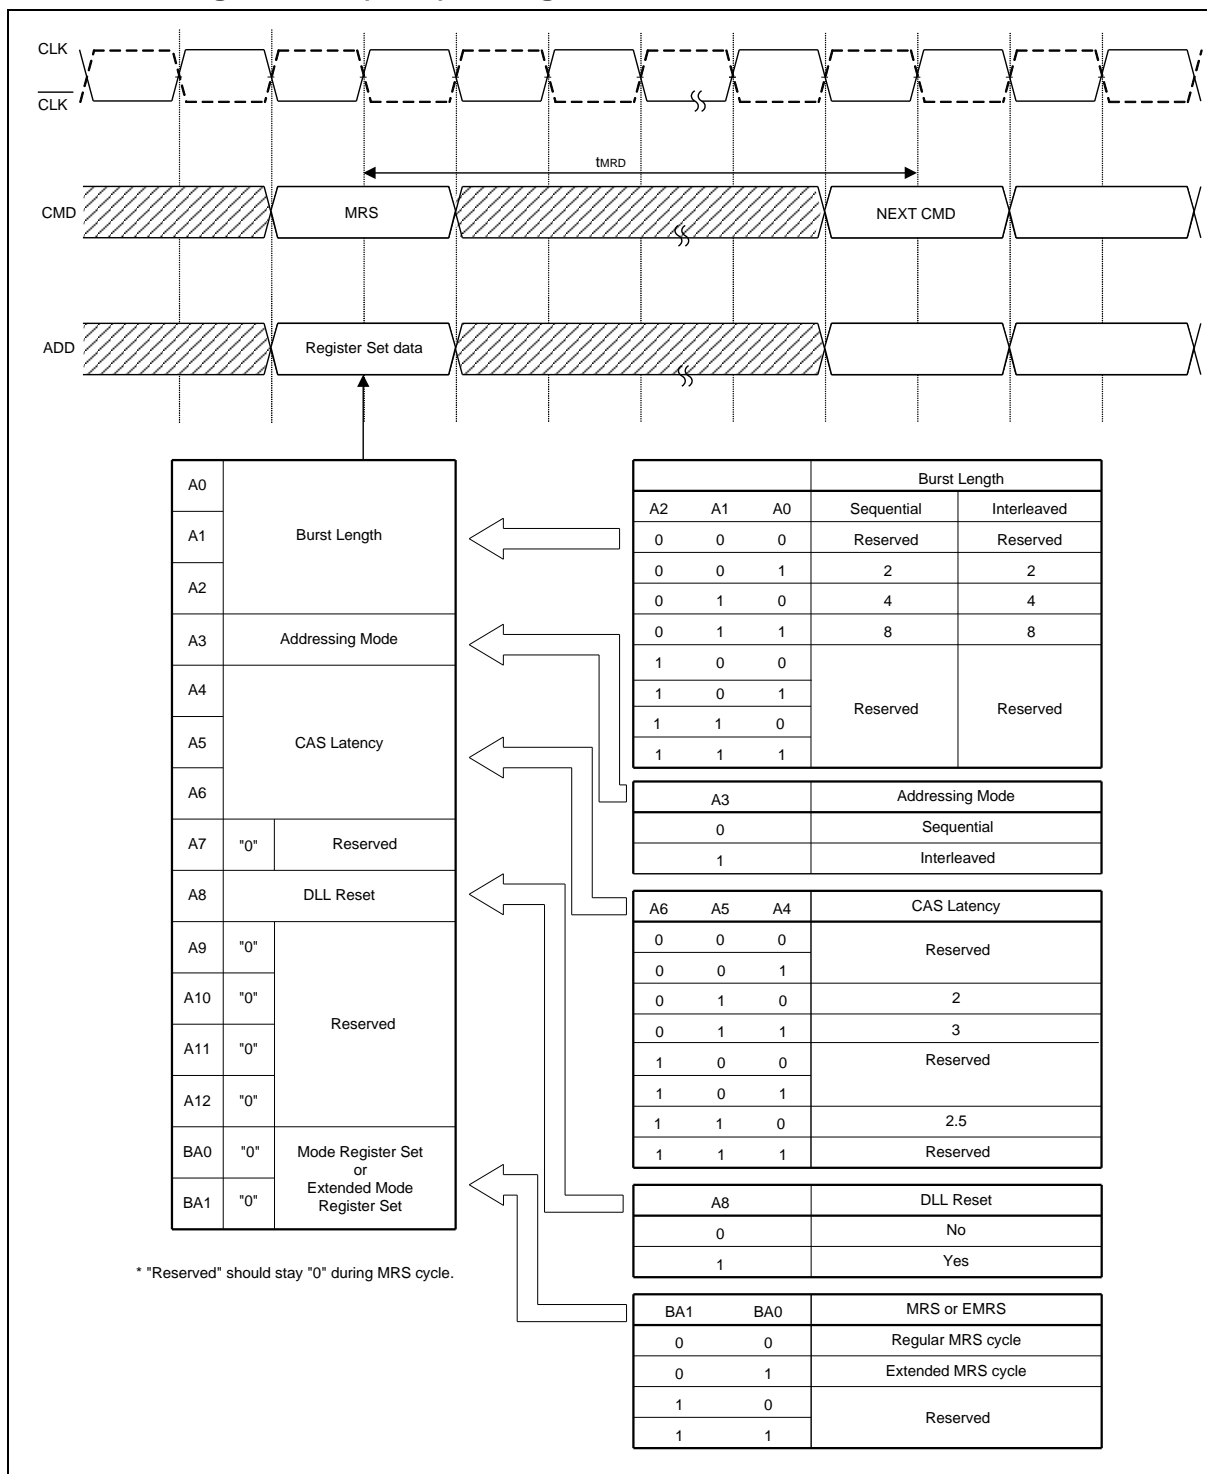 CLK
CLK
tMRD
CMD
MRS
NEXT CMD
ADD
Register Set data
A0
A1
A2
Burst Length
A3
Addressing Mode
A4
A5
A6
CAS Latency
A7 "0" Reserved
A8 DLL Reset
A9 "0"
A10 "0"
A11 "0"
A12 "0"
Reserved
BA0 "0"
BA1 "0"
Mode Register Set
or
Extended Mode
Register Set
* "Reserved" should stay "0" during MRS cycle.
Burst Length
A2 A1 A0 Sequential Interleaved
0 0 0 Reserved Reserved
0 0 1 2 2
0 1 0 4 4
0 1 1 8 8
1 0 0
1 0 1
Reserved Reserved
1 1 0
1 1 1
A3 Addressing Mode
0 Sequential
1 Interleaved
A6 A5 A4 CAS Latency
0 0 0
Reserved
0 0 1
0 1 0 2
0 1 1 3
1 0 0 Reserved
1 0 1
1 1 0 2.5
1 1 1 Reserved
A8 DLL Reset
0 No
1 Yes
BA1 BA0 MRS or EMRS
0 0 Regular MRS cycle
0 1 Extended MRS cycle
1 0
Reserved
1 1